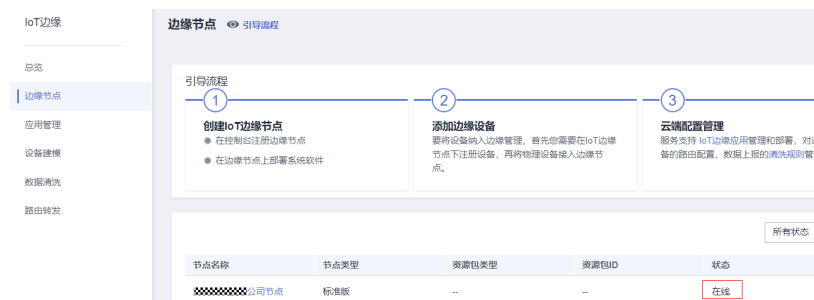 IoT边缘
总览
边缘节点
应用管理
设备建模
数据清洗
路由转发
边缘节点 引导流程
引导流程
1
创建IoT边缘节点
在控制台注册边缘节点
在边缘节点上部署系统软件
2
添加边缘设备
要将设备纳入边缘管理，首先您需要在IoT边缘
节点下注册设备，再将物理设备接入边缘节
点。
3
云端配置管理
服务支持 IoT边缘应用管理和部署，对
备的路由配置，数据上报的清洗规则管
所有状态
节点名称 节点类型 资源包类型 资源包ID 状态
公司节点 标准版 -- -- 在线